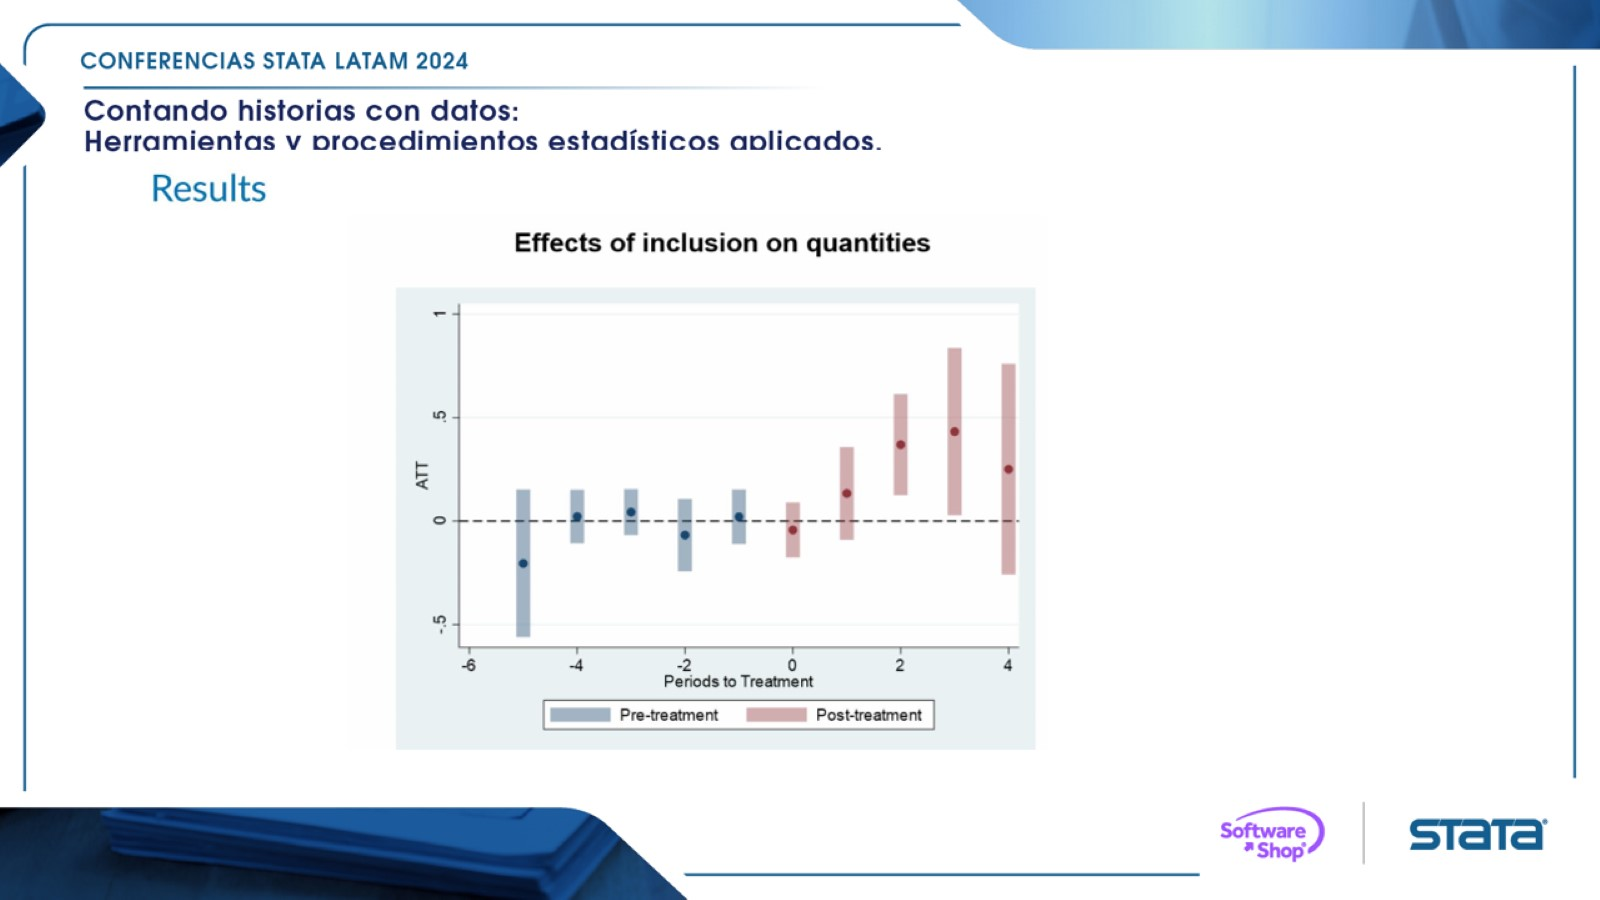 CONFERENCIAS STATA LATAM 2024
Contando historias con datos:
Herramientas y procedimientos estadísticos aplicados.
Results
Effects of inclusion on quantities
1
.5
0
-.5
ATT
-6 -4 -2 0 2 4
Periods to Treatment
Pre-treatment Post-treatment
Software
Shop
STATA